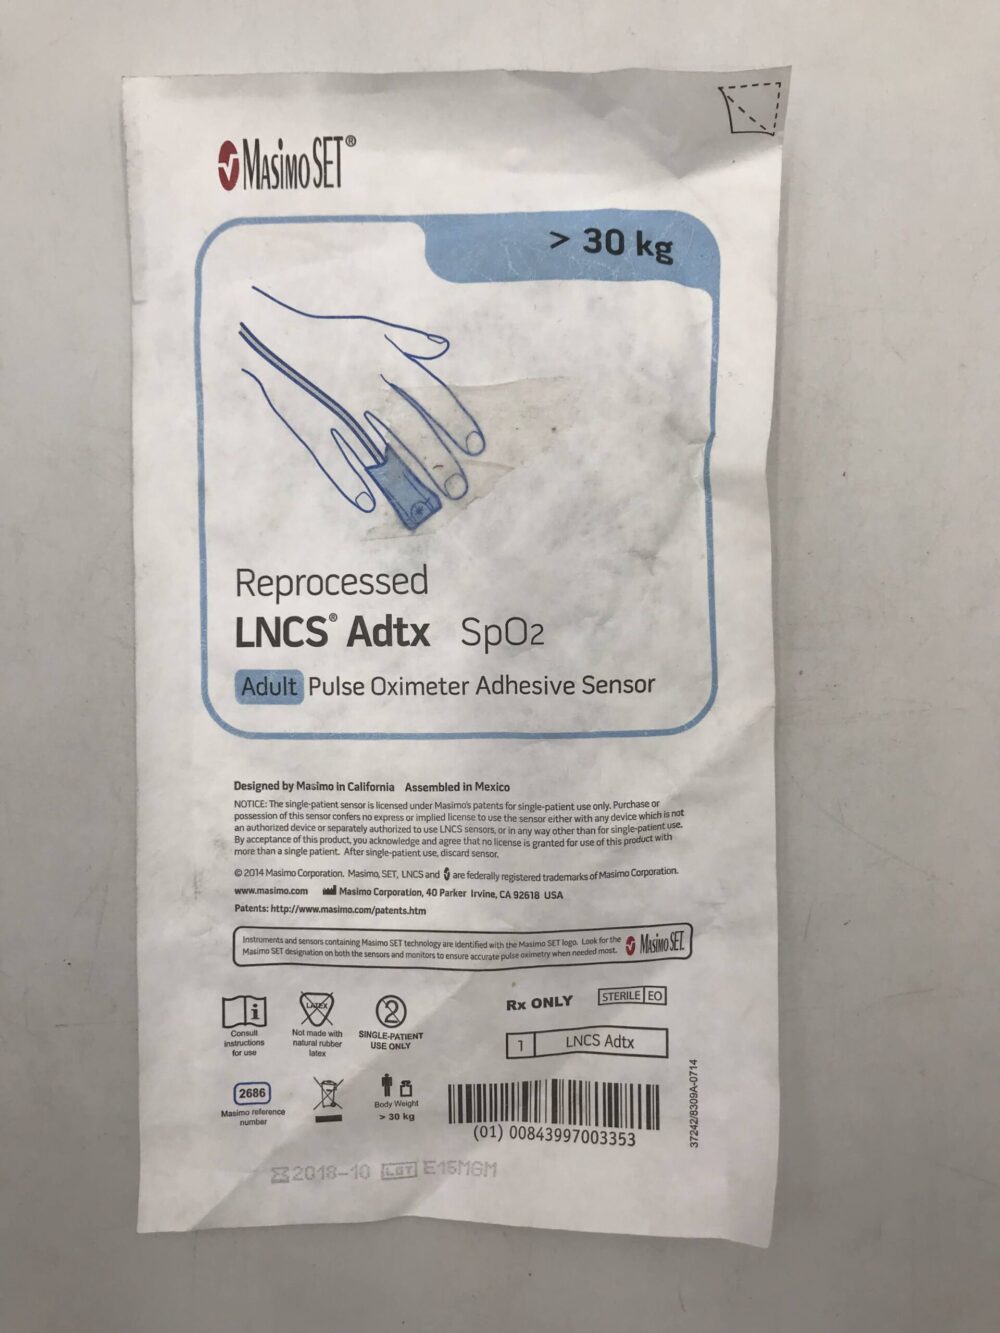 Masimo SET®
> 30 kg
Reprocessed
LNCS® Adtx SpO2
Adult Pulse Oximeter Adhesive Sensor
Designed by Masimo in California Assembled in Mexico
NOTICE: The single-patient sensor is licensed under Masimo's patents for single-patient use only. Purchase or
possession of this sensor confers no express or implied license to use the sensor either with any device which is not
an authorized device or separately authorized to use LNCS sensors, or in any way other than for single-patient use.
By acceptance of this product, you acknowledge and agree that no license is granted for use of this product with
more than a single patient. After single-patient use, discard sensor.
© 2014 Masimo Corporation. Masimo, SET, LNCS and are federally registered trademarks of Masimo Corporation.
www.masimo.com Masimo Corporation, 40 Parker Irvine, CA 92618 USA
Patents: http://www.masimo.com/patents.htm
Instruments and sensors containing Masimo SET technology are identified with the Masimo SET logo. Look for the
Masimo SET designation on both the sensors and monitors to ensure accurate pulse oximetry when needed most.
Masimo SET.
i
Consult
instructions
for use
LATEX
Not made with
natural rubber
latex
2
SINGLE-PATIENT
USE ONLY
Rx ONLY
STERILE EO
1 LNCS Adtx
2686
Masimo reference
number
Body Weight
> 30 kg
(01) 00843997003353
37242/8309A-0714
2018-10 LOT E15MGM